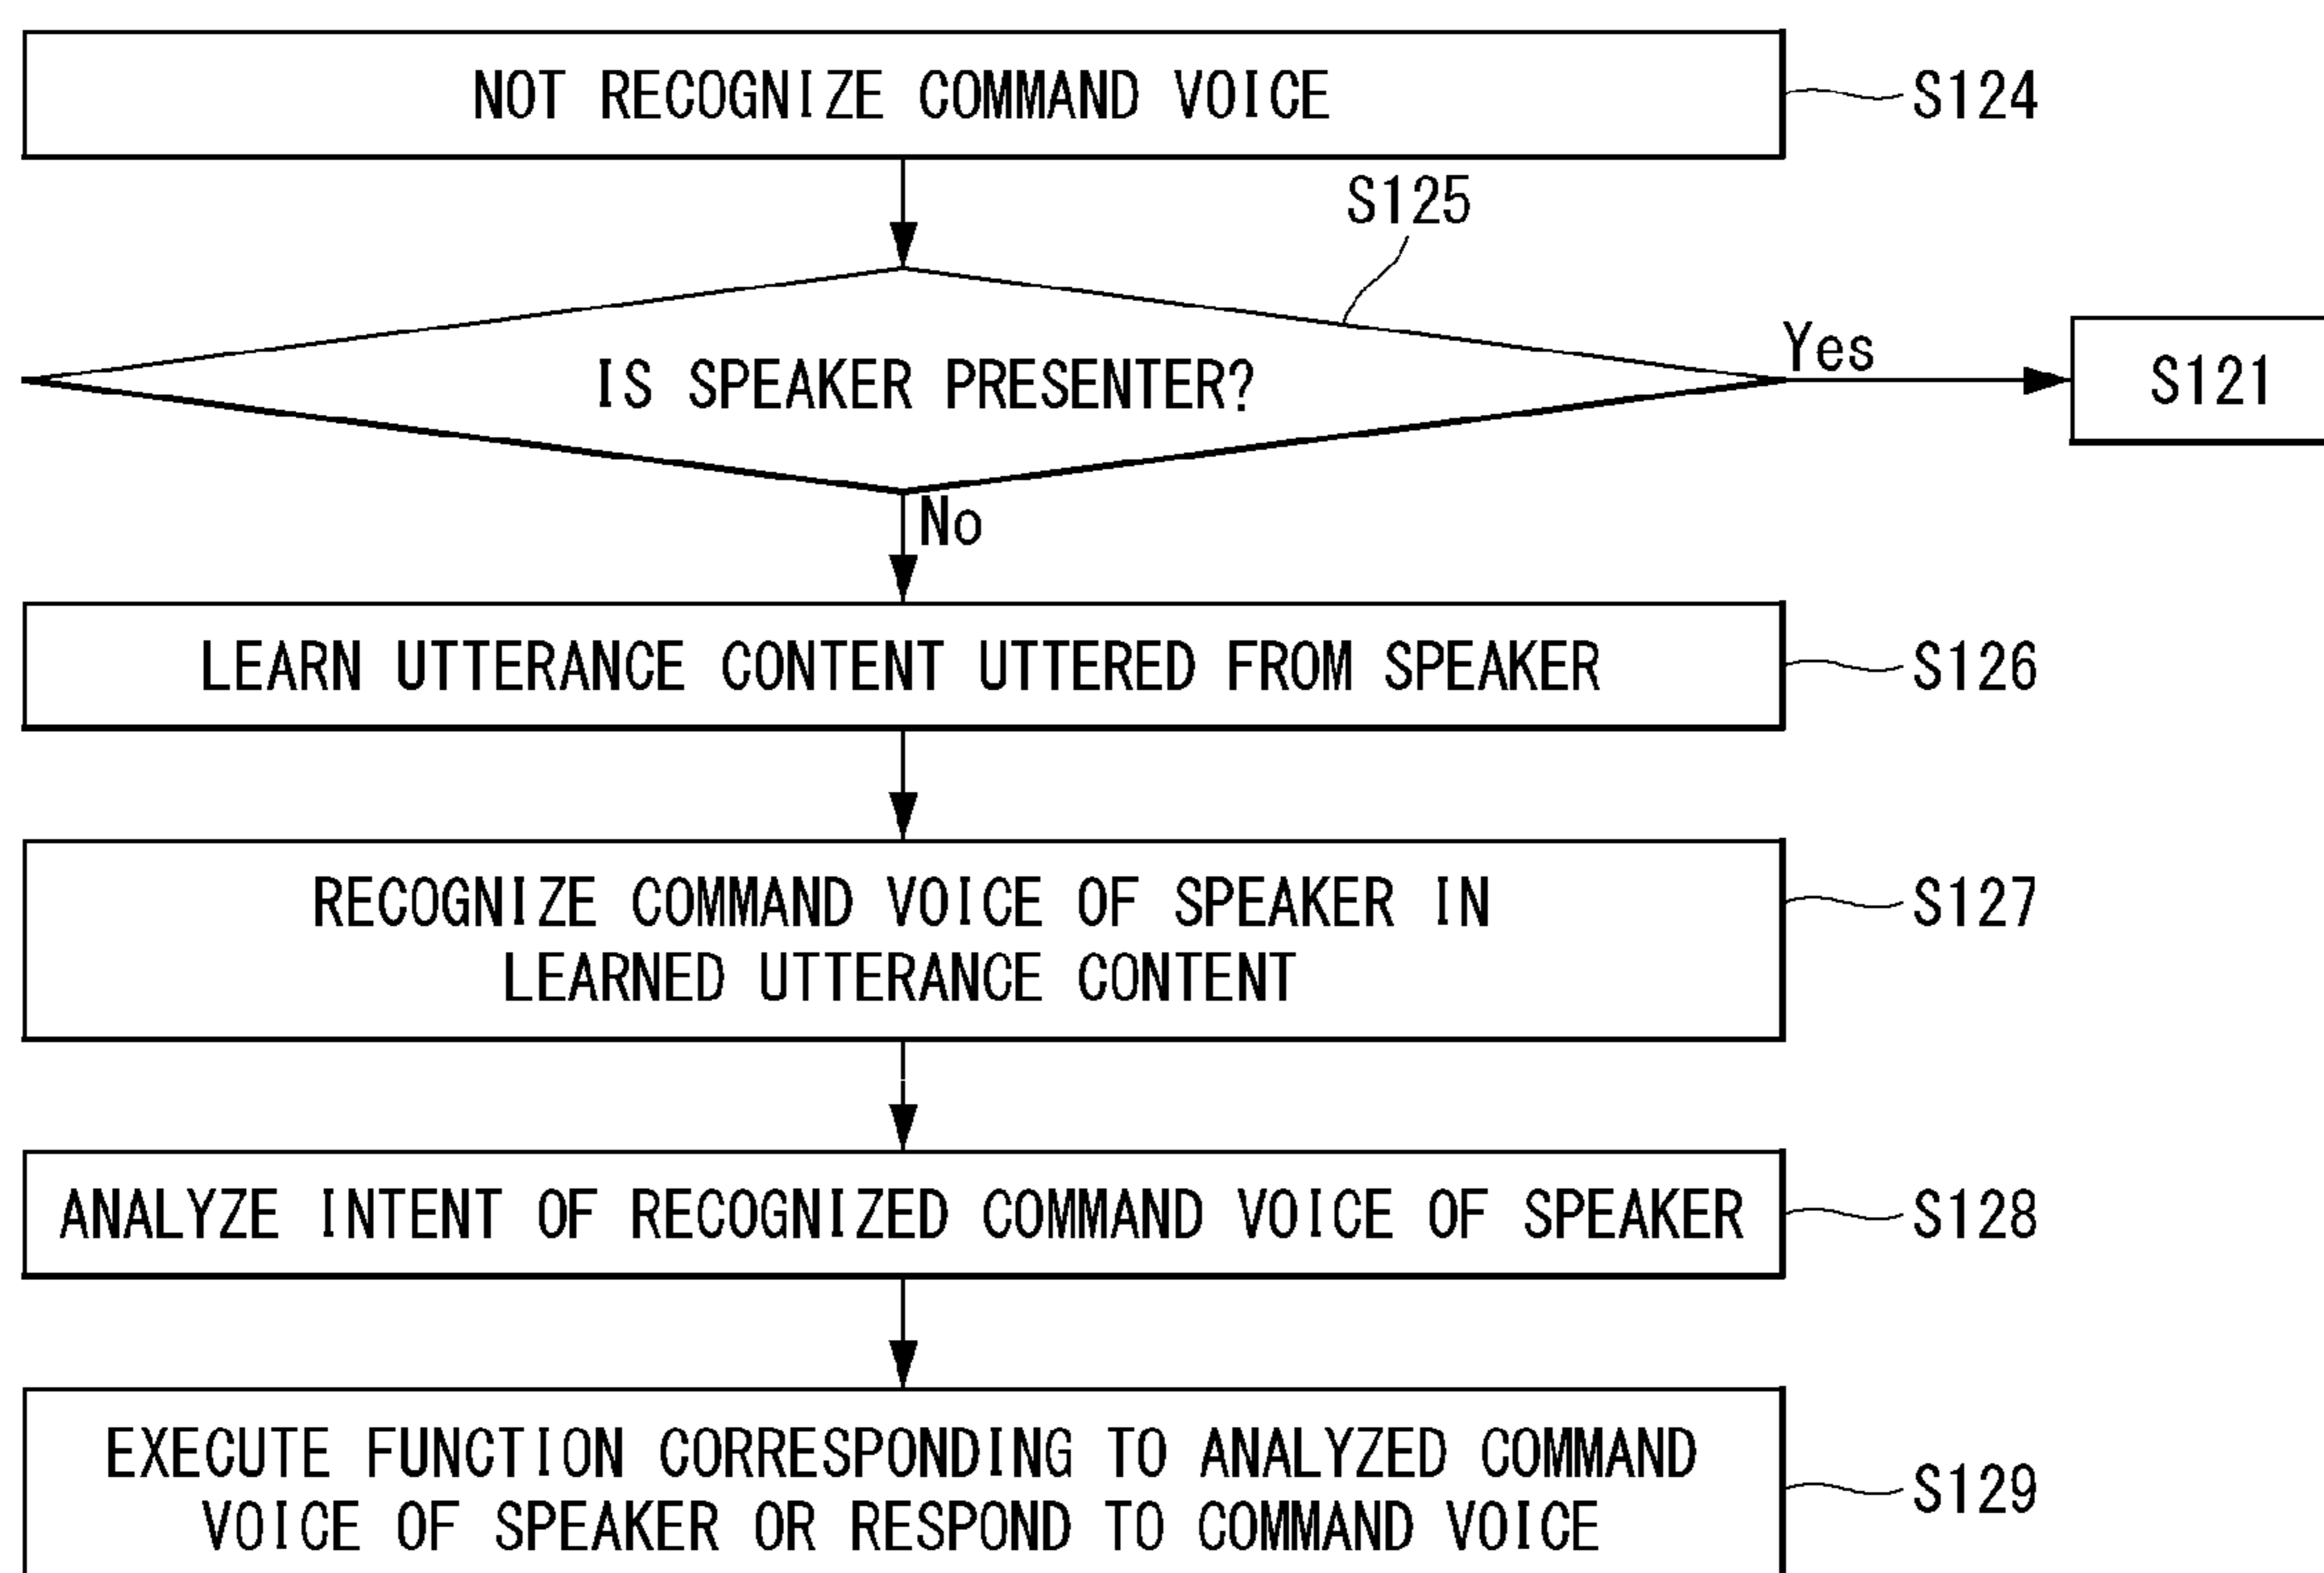 NOT RECOGNIZE COMMAND VOICE
S124
S125
IS SPEAKER PRESENTER?
Yes
S121
No
LEARN UTTERANCE CONTENT UTTERED FROM SPEAKER
S126
RECOGNIZE COMMAND VOICE OF SPEAKER IN
LEARNED UTTERANCE CONTENT
S127
ANALYZE INTENT OF RECOGNIZED COMMAND VOICE OF SPEAKER
S128
EXECUTE FUNCTION CORRESPONDING TO ANALYZED COMMAND
VOICE OF SPEAKER OR RESPOND TO COMMAND VOICE
S129